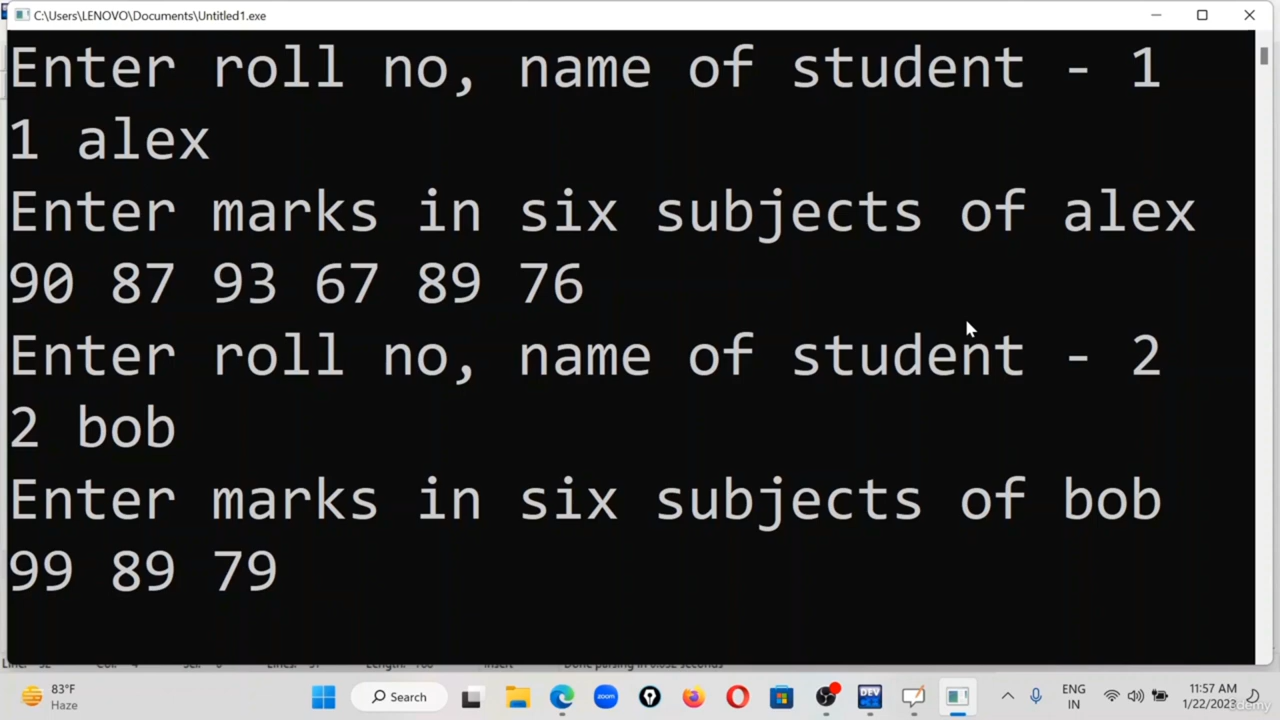 C:\Users\LENOVO\Documents\Untitled1.exe
Enter roll no, name of student - 1
1 alex
Enter marks in six subjects of alex
90 87 93 67 89 76
Enter roll no, name of student - 2
2 bob
Enter marks in six subjects of bob
99 89 79
83°F
Haze
Search
zoom
DEV
ENG
IN
11:57 AM
1/22/2023